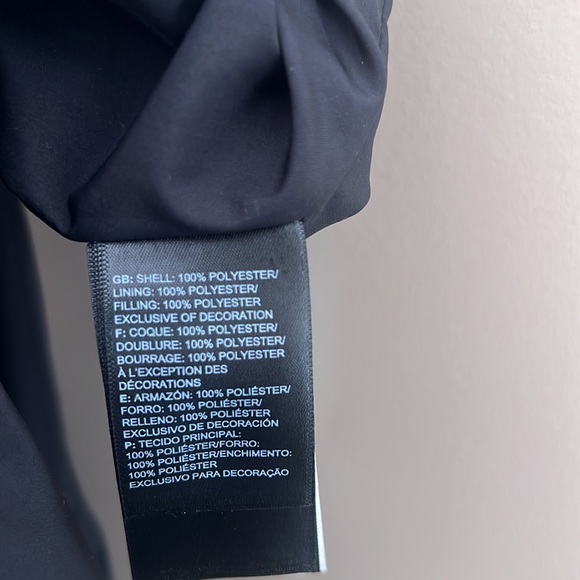 GB: SHELL: 100% POLYESTER/
LINING: 100% POLYESTER/
FILLING: 100% POLYESTER
EXCLUSIVE OF DECORATION
F: COQUE: 100% POLYESTER/
DOUBLURE: 100% POLYESTER/
BOURRAGE: 100% POLYESTER
À L'EXCEPTION DES
DÉCORATIONS
E: ARMAZÓN: 100% POLIÉSTER/
FORRO: 100% POLIÉSTER/
RELLENO: 100% POLIÉSTER
EXCLUSIVO DE DECORACIÓN
P: TECIDO PRINCIPAL:
100% POLIÉSTER/FORRO:
100% POLIÉSTER/ENCHIMENTO:
100% POLIÉSTER
EXCLUSIVO PARA DECORAÇÃO